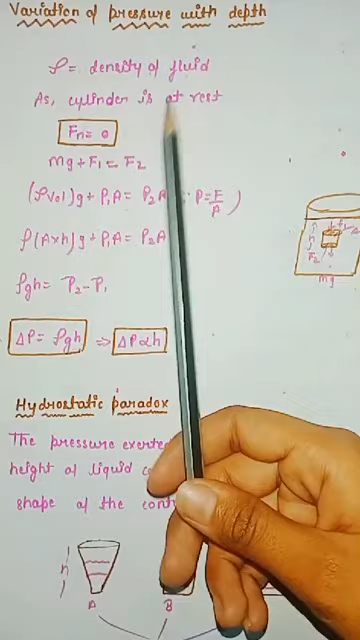 Variation of pressure with depth
ρ = density of fluid
As, cylinder is at rest
Fn = 0
mg + F₁ = F₂
(ρVol)g + P₁A = P₂A ∵ P = F/A )
ρ(A×h)g + P₁A = P₂A
h
F₂
mg
ρgh = P₂ - P₁
ΔP = ρgh ⇒ ΔP ∝ h
Hydrostatic paradox
The pressure exerte
height of liquid c
shape of the cont
h
A
B